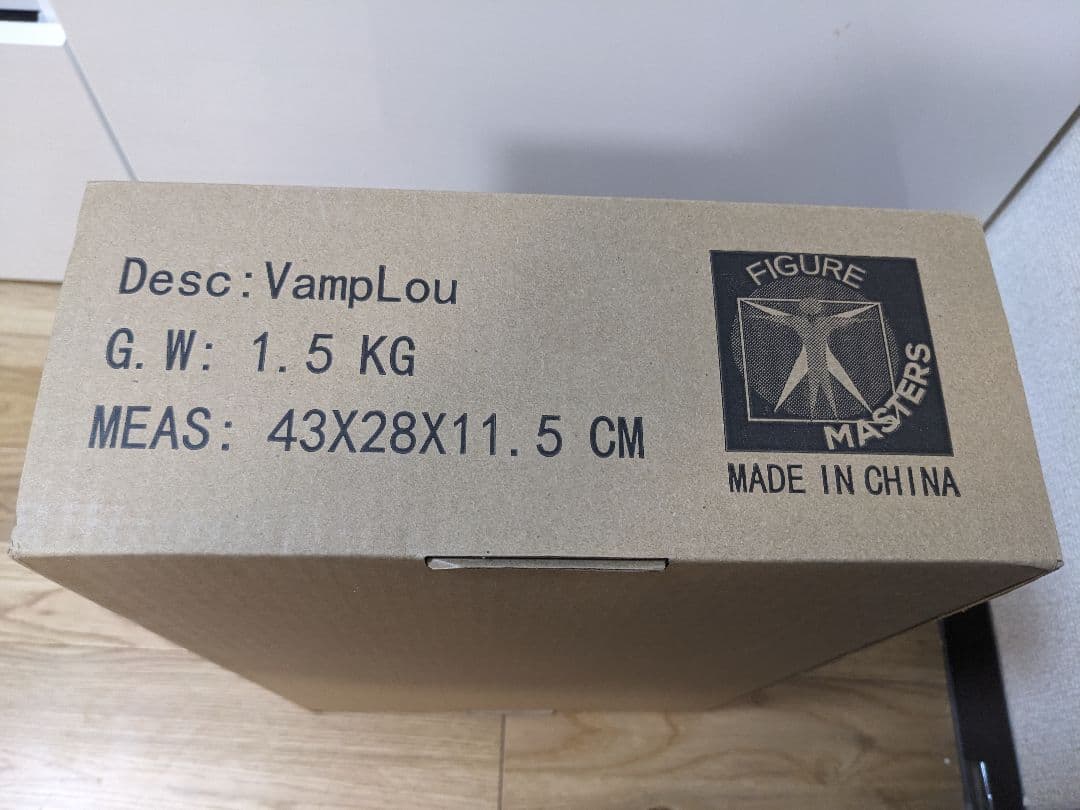 Desc:VampLou
G.W: 1.5 KG
MEAS: 43X28X11.5 CM
FIGURE
MASTERS
MADE IN CHINA